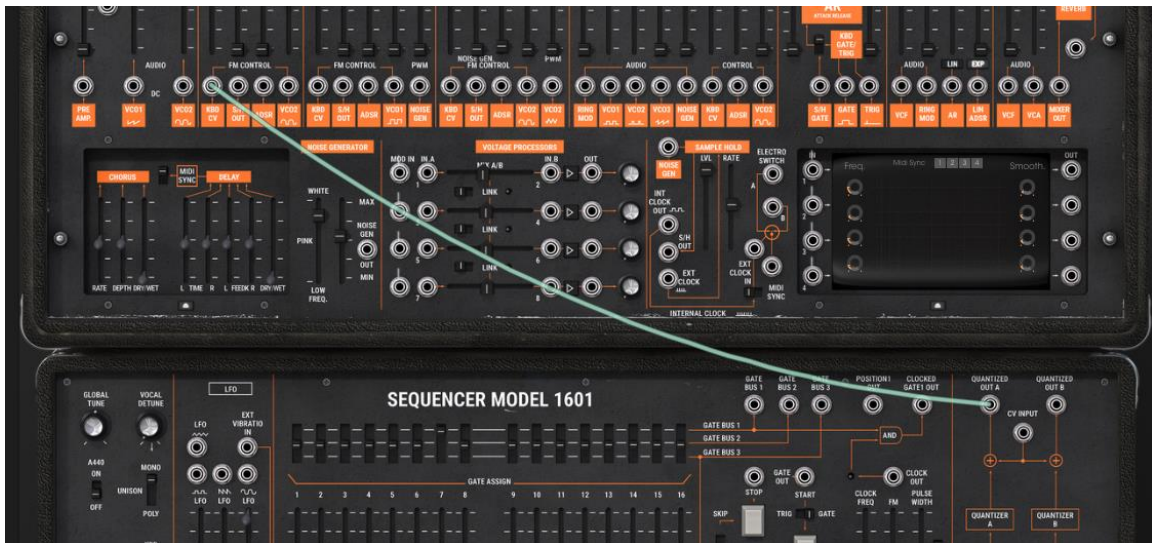 AR
ATTACK RELEASE
REVERB
KBD
GATE/
TRIG
NOISE GEN
PWM
AUDIO
DC
FM CONTROL
FM CONTROL
PWM
FM CONTROL
AUDIO
CONTROL
AUDIO
LIN
EXP
AUDIO
PRE
AMP.
VCO1
VCO2
KBD
CV
S/H
OUT
ADSR
VCO2
KBD
CV
S/H
OUT
ADSR
VCO1
NOISE
GEN
KBD
CV
S/H
OUT
ADSR
VCO2
VCO2
RING
MOD
VCO1
VCO2
VCO3
NOISE
GEN
KBD
CV
ADSR
VCO2
S/H
GATE
GATE
TRIG
VCF
RING
MOD
AR
LIN
ADSR
VCF
VCA
MIXER
OUT
NOISE GENERATOR
VOLTAGE PROCESSORS
SAMPLE HOLD
MOD IN
IN.A
MIX A/B
IN.B
OUT
LVL
RATE
ELECTRO
SWITCH
IN
Freq.
Midi Sync
1 2 3 4
Smooth.
OUT
CHORUS
MIDI
SYNC
DELAY
WHITE
MAX
PINK
NOISE
GEN
OUT
LOW
FREQ.
MIN
1
LINK
2
3
LINK
4
5
LINK
6
7
8
NOISE
GEN
INT
CLOCK
OUT
S/H
OUT
EXT
CLOCK
A
B
EXT
CLOCK
IN
MIDI
SYNC
INTERNAL CLOCK
1
2
3
4
RATE DEPTH DRY/WET
L TIME R L FEEDK R DRY/WET
GLOBAL
TUNE
VOCAL
DETUNE
LFO
LFO
EXT
VIBRATIO
IN
A440
ON
OFF
MONO
UNISON
POLY
LFO
LFO
LFO
SEQUENCER MODEL 1601
GATE
BUS 1
GATE
BUS 2
GATE
BUS 3
POSITION1
OUT
CLOCKED
GATE1 OUT
QUANTIZED
OUT A
QUANTIZED
OUT B
GATE BUS 1
GATE BUS 2
GATE BUS 3
AND
CV INPUT
GATE ASSIGN
1 2 3 4 5 6 7 8 9 10 11 12 13 14 15 16
GATE
OUT
STOP
START
SKIP
TRIG
GATE
CLOCK
OUT
CLOCK
FREQ
FM
PULSE
WIDTH
QUANTIZER
A
QUANTIZER
B